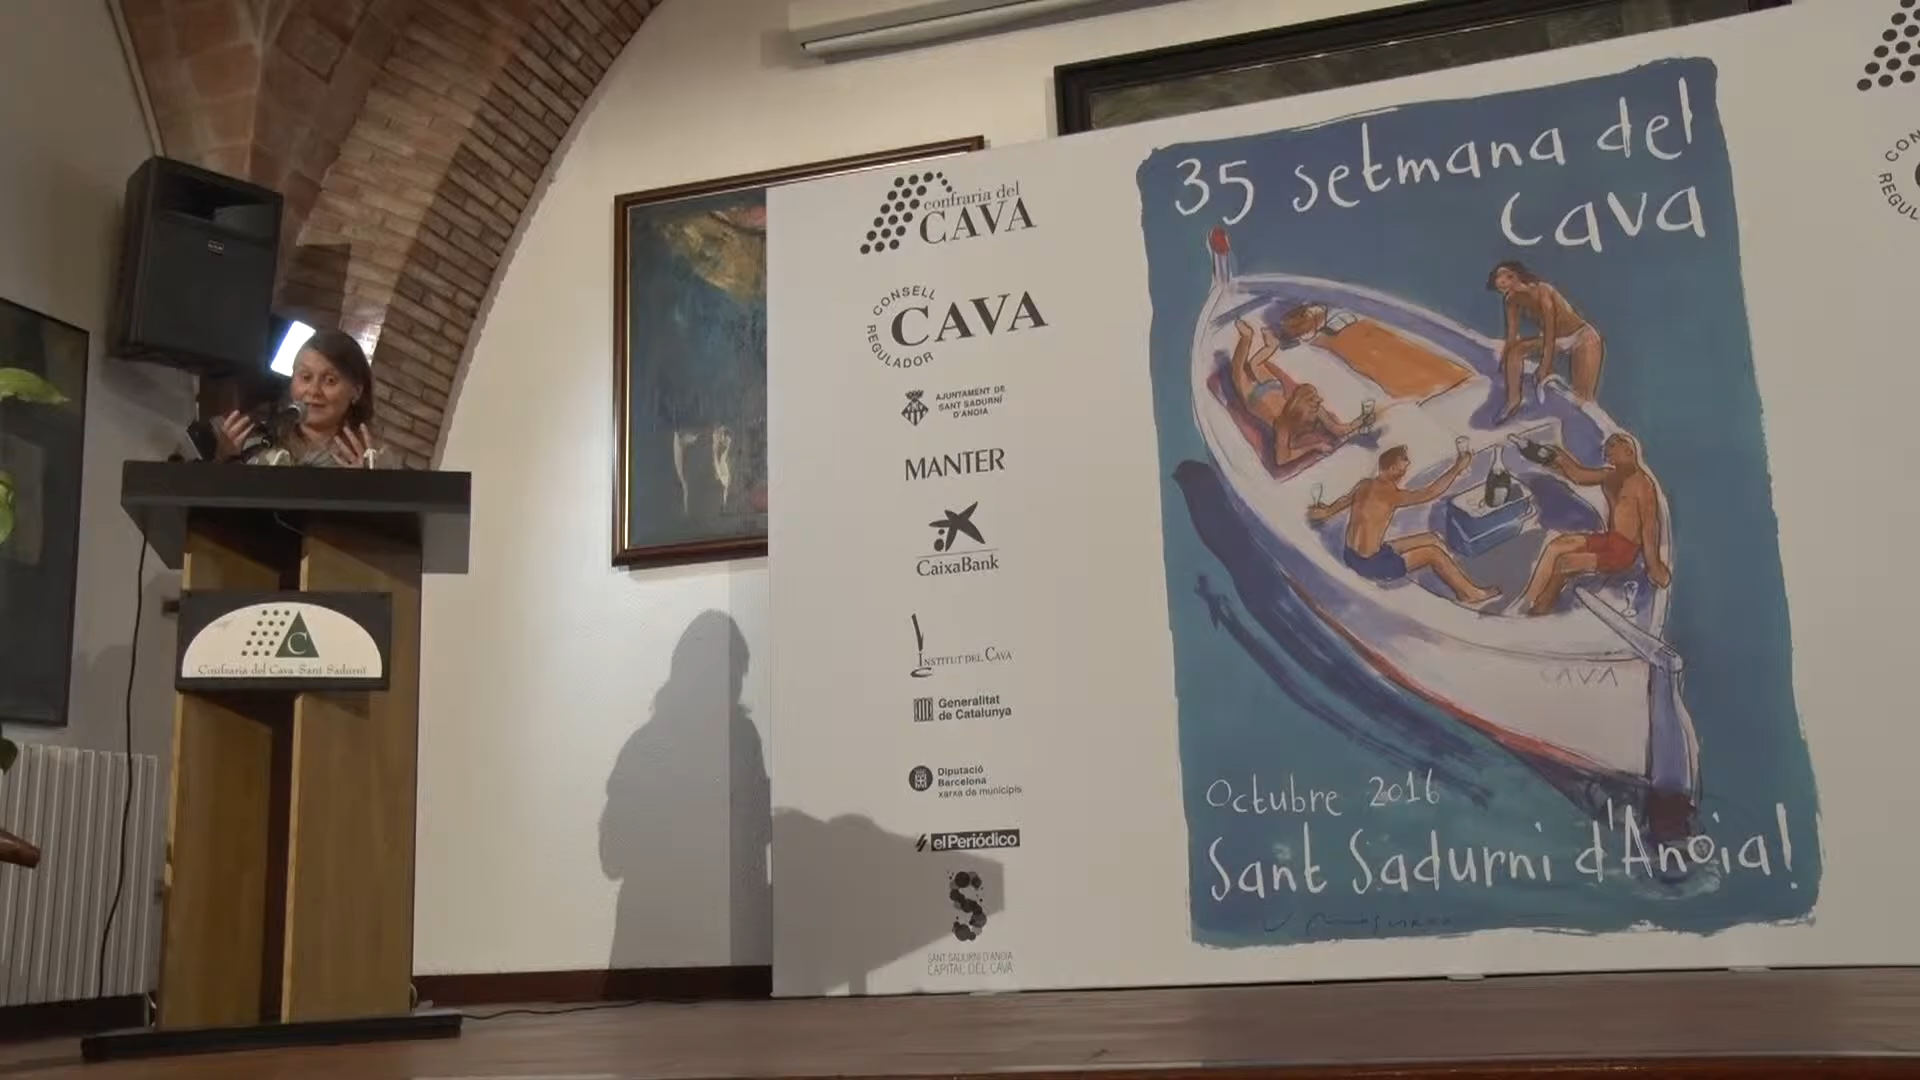 confraria del
CAVA
CONSELL
REGULADOR
CAVA
AJUNTAMENT DE
SANT SADURNÍ
D'ANOIA
MANTER
CaixaBank
INSTITUT DEL CAVA
Generalitat
de Catalunya
Diputació
Barcelona
xarxa de municipis
el Periódico
S
SANT SADURNÍ D'ANOIA
CAPITAL DEL CAVA
35 setmana del
cava
CAVA
Octubre 2016
Sant Sadurni d'Anoia!
C
Confraria del Cava Sant Sadurní